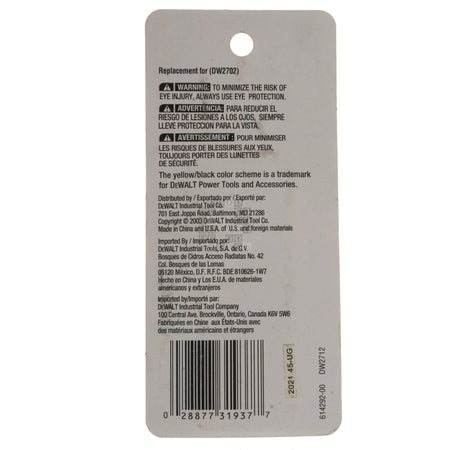 Replacement for (DW2702)
WARNING: TO MINIMIZE THE RISK OF
EYE INJURY, ALWAYS USE EYE PROTECTION.
ADVERTENCIA: PARA REDUCIR EL
RIESGO DE LESIONES A LOS OJOS, SIEMPRE
LLEVE PROTECCION PARA LA VISTA.
AVERTISSEMENT: POUR MINIMISER
LES RISQUES DE BLESSURES AUX YEUX,
TOUJOURS PORTER DES LUNETTES
DE SÉCURITÉ.
The yellow/black color scheme is a trademark
for DEWALT Power Tools and Accessories.
Distributed by / Exportado por / Exporté par:
DEWALT Industrial Tool Co.
701 East Joppa Road, Baltimore, MD 21286
Copyright © 2003 DEWALT Industrial Tool Co.
Made in China and U.S.A. of U.S. and foreign materials
Imported By / Importado por:
DEWALT Industrial Tools, S.A. de C.V.
Bosques de Cidros Acceso Radiatas No. 42
Col. Bosques de las Lomas
05120 México, D.F. R.F.C. BDE 810626-1W7
Hecho en China y Los E.U.A. de materiales
americanos y extranjeros
Imported by/Importé par:
DEWALT Industrial Tool Company
100 Central Ave. Brockville, Ontario, Canada K6V 5W6
Fabriquées en Chine aux États-Unis avec
des matériaux américains et étrangers
0 28877 31937 7
2021 45-UG
614292-00 DW2712